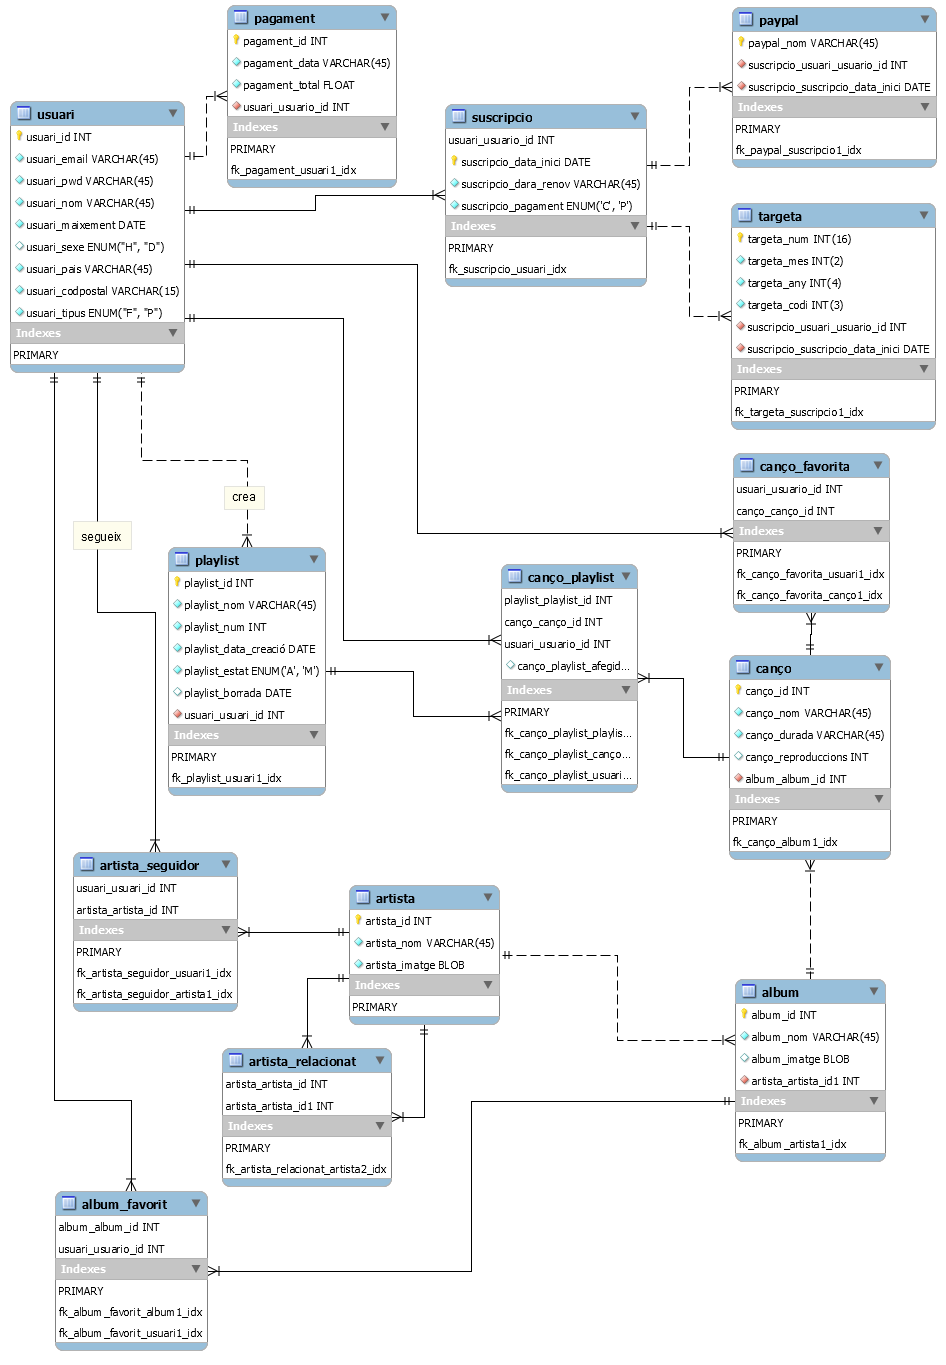 pagament
pagament_id INT
pagament_data VARCHAR(45)
pagament_total FLOAT
usuari_usuario_id INT
Indexes
PRIMARY
fk_pagament_usuari1_idx
paypal
paypal_nom VARCHAR(45)
suscripcio_usuari_usuario_id INT
suscripcio_suscripcio_data_inici DATE
Indexes
PRIMARY
fk_paypal_suscripcio1_idx
usuari
usuari_id INT
usuari_email VARCHAR(45)
usuari_pwd VARCHAR(45)
usuari_nom VARCHAR(45)
usuari_maixement DATE
usuari_sexe ENUM("H", "D")
usuari_pais VARCHAR(45)
usuari_codpostal VARCHAR(15)
usuari_tipus ENUM("F", "P")
Indexes
PRIMARY
suscripcio
usuari_usuario_id INT
suscripcio_data_inici DATE
suscripcio_dara_renov VARCHAR(45)
suscripcio_pagament ENUM('C', 'P')
Indexes
PRIMARY
fk_suscripcio_usuari_idx
targeta
targeta_num INT(16)
targeta_mes INT(2)
targeta_any INT(4)
targeta_codi INT(3)
suscripcio_usuari_usuario_id INT
suscripcio_suscripcio_data_inici DATE
Indexes
PRIMARY
fk_targeta_suscripcio1_idx
canço_favorita
usuari_usuario_id INT
canço_canço_id INT
Indexes
PRIMARY
fk_canço_favorita_usuari1_idx
fk_canço_favorita_canço1_idx
crea
segueix
playlist
playlist_id INT
playlist_nom VARCHAR(45)
playlist_num INT
playlist_data_creació DATE
playlist_estat ENUM('A', 'M')
playlist_borrada DATE
usuari_usuari_id INT
Indexes
PRIMARY
fk_playlist_usuari1_idx
canço_playlist
playlist_playlist_id INT
canço_canço_id INT
usuari_usuario_id INT
canço_playlist_afegid...
Indexes
PRIMARY
fk_canço_playlist_playlis...
fk_canço_playlist_canço...
fk_canço_playlist_usuari...
canço
canço_id INT
canço_nom VARCHAR(45)
canço_durada VARCHAR(45)
canço_reproduccions INT
album_album_id INT
Indexes
PRIMARY
fk_canço_album1_idx
artista_seguidor
usuari_usuari_id INT
artista_artista_id INT
Indexes
PRIMARY
fk_artista_seguidor_usuari1_idx
fk_artista_seguidor_artista1_idx
artista
artista_id INT
artista_nom VARCHAR(45)
artista_imatge BLOB
Indexes
PRIMARY
album
album_id INT
album_nom VARCHAR(45)
album_imatge BLOB
artista_artista_id1 INT
Indexes
PRIMARY
fk_album_artista1_idx
artista_relacionat
artista_artista_id INT
artista_artista_id1 INT
Indexes
PRIMARY
fk_artista_relacionat_artista2_idx
album_favorit
album_album_id INT
usuari_usuario_id INT
Indexes
PRIMARY
fk_album_favorit_album1_idx
fk_album_favorit_usuari1_idx